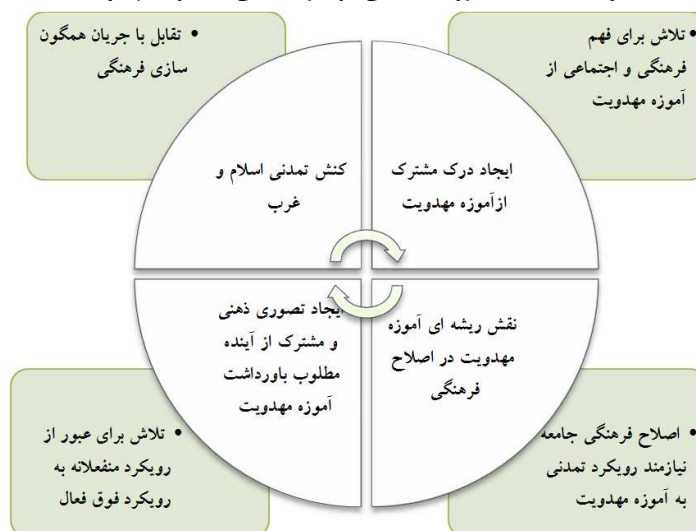 • تلاش برای فهم
فرهنگی و اجتماعی از
آموزه مهدویت
• تقابل با جریان همگون
سازی فرهنگی
ایجاد درک مشترک
ازآموزه مهدویت
کنش تمدنی اسلام و
غرب
نقش ریشه ای آموزه
مهدویت در اصلاح
فرهنگی
ایجاد تصوری ذهنی
و مشترک از آینده
مطلوب باورداشت
آموزه مهدویت
• اصلاح فرهنگی جامعه
نیازمند رویکرد تمدنی
به آموزه مهدویت
• تلاش برای عبور از
رویکرد منفعلانه به
رویکرد فوق فعال